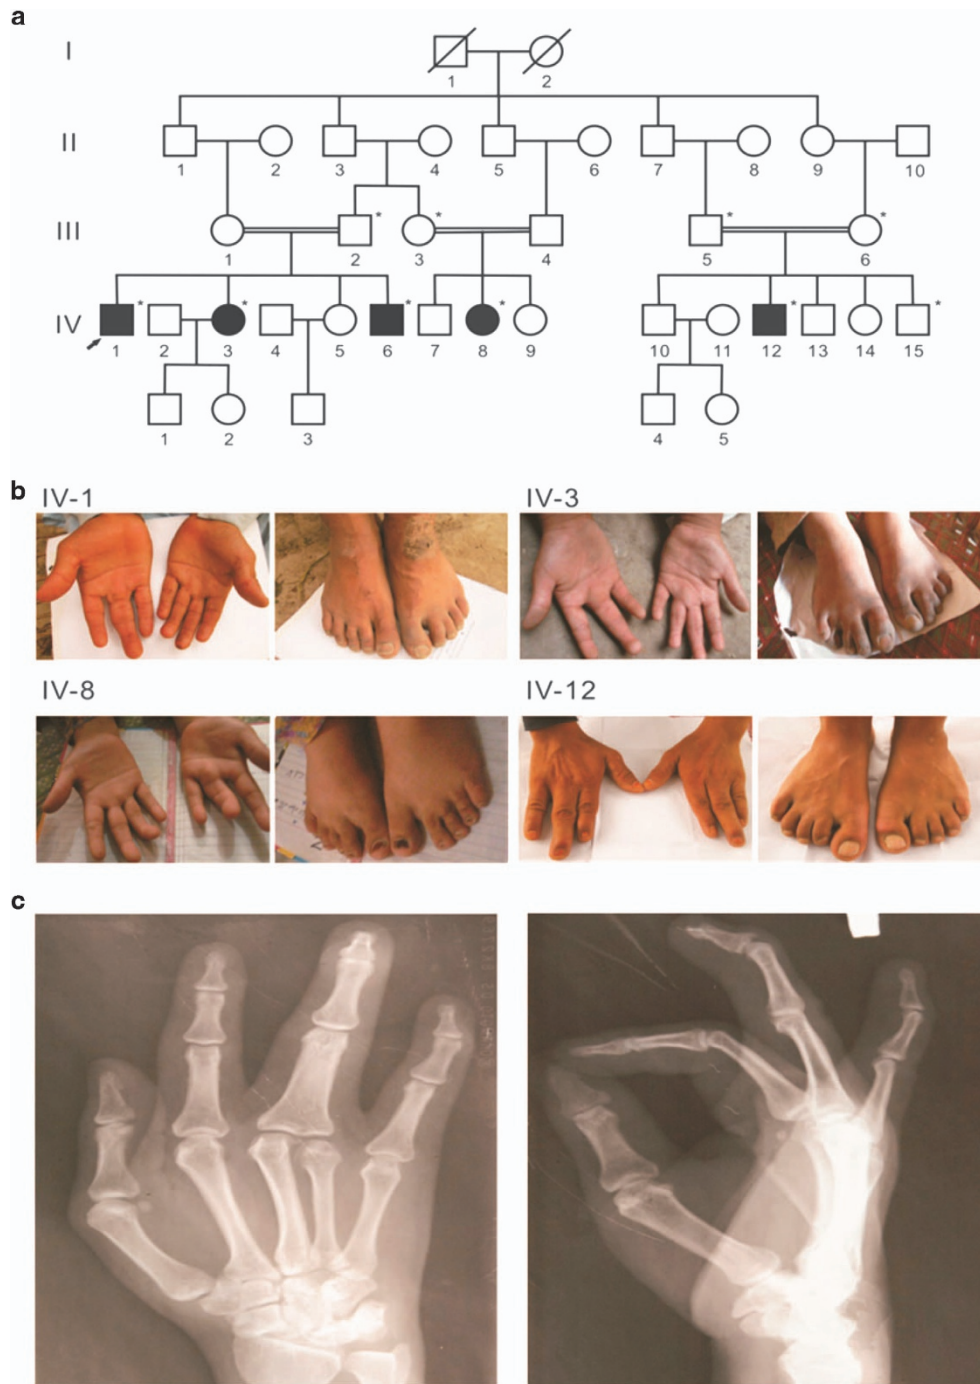 a
I
1 2
II
1 2 3 4 5 6 7 8 9 10
* * * *
III
1 2 3 4 5 6
* * * * * *
IV
1 2 3 4 5 6 7 8 9 10 11 12 13 14 15
1 2 3 4 5
b
IV-1 IV-3
IV-8 IV-12
c